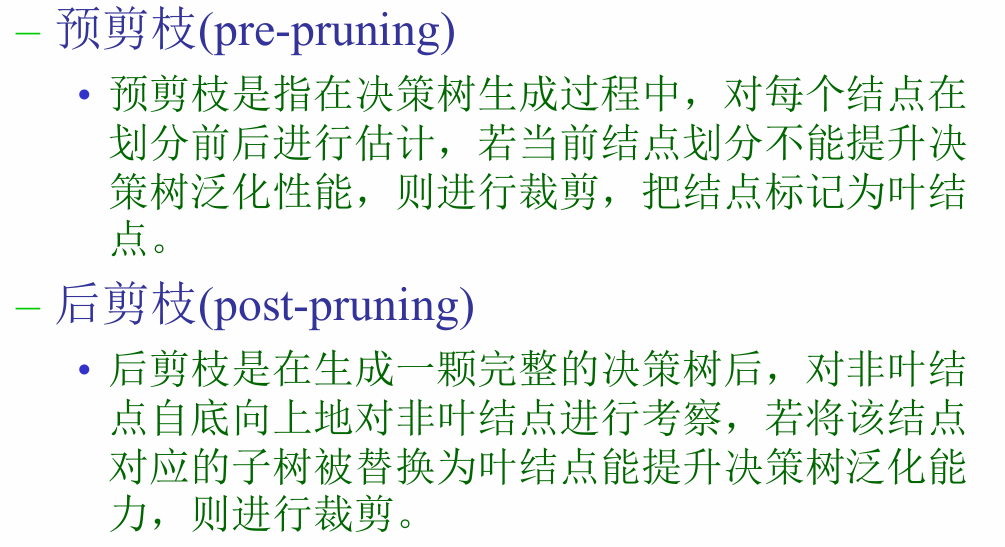 – 预剪枝(pre-pruning)
• 预剪枝是指在决策树生成过程中，对每个结点在
划分前后进行估计，若当前结点划分不能提升决
策树泛化性能，则进行裁剪，把结点标记为叶结
点。
– 后剪枝(post-pruning)
• 后剪枝是在生成一颗完整的决策树后，对非叶结
点自底向上地对非叶结点进行考察，若将该结点
对应的子树被替换为叶结点能提升决策树泛化能
力，则进行裁剪。